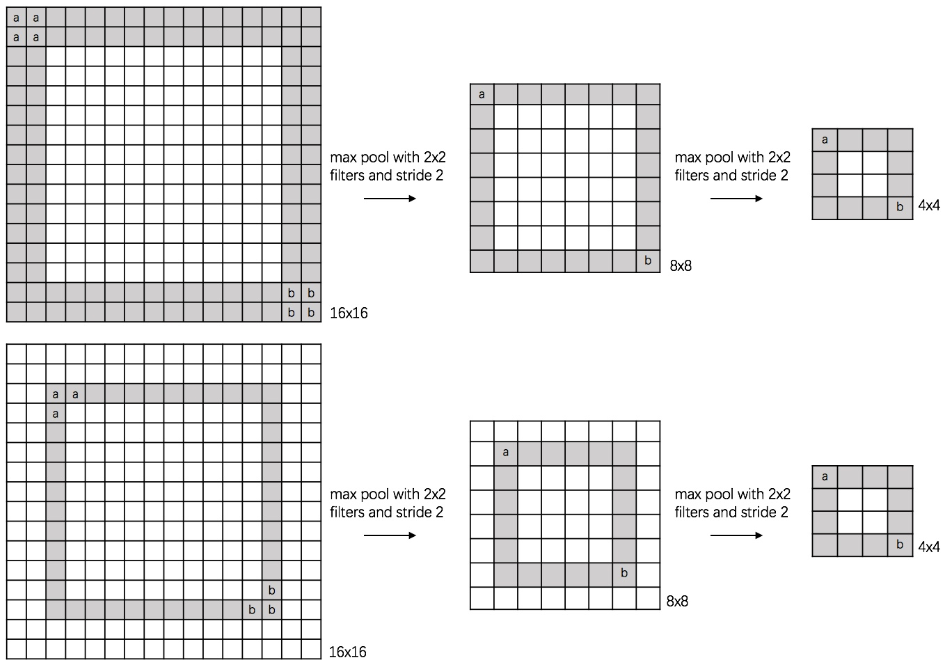 a a
a a
b b
b b
16x16
max pool with 2x2
filters and stride 2
a
b
8x8
max pool with 2x2
filters and stride 2
a
b
4x4
a a
a
b
b b
16x16
max pool with 2x2
filters and stride 2
a
b
8x8
max pool with 2x2
filters and stride 2
a
b
4x4